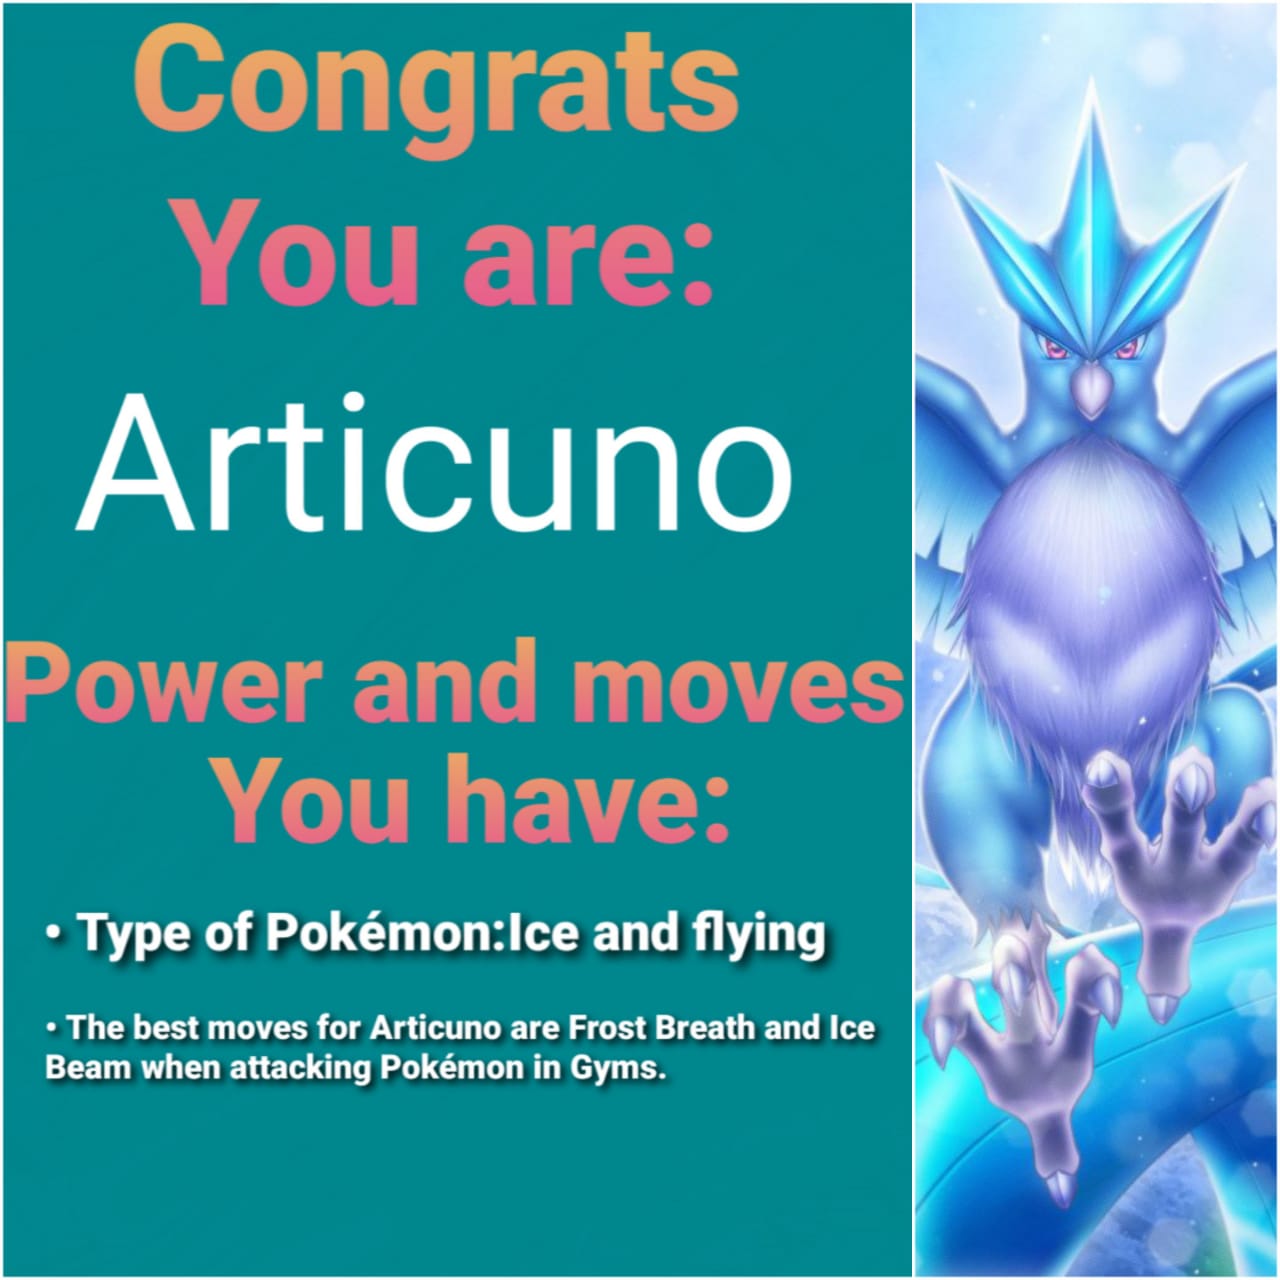 Congrats
You are:
Articuno
Power and moves
You have:
• Type of Pokémon:Ice and flying
• The best moves for Articuno are Frost Breath and Ice
Beam when attacking Pokémon in Gyms.